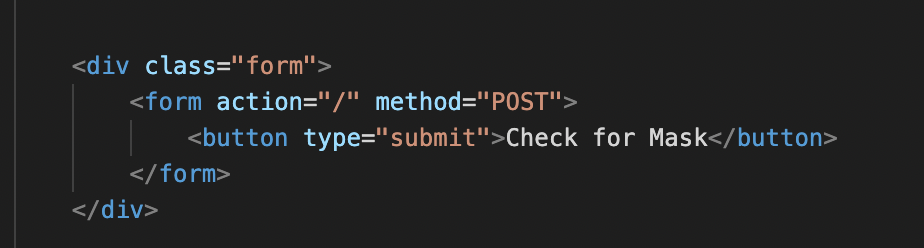 <div class="form">
<form action="/" method="POST">
<button type="submit">Check for Mask</button>
</form>
</div>